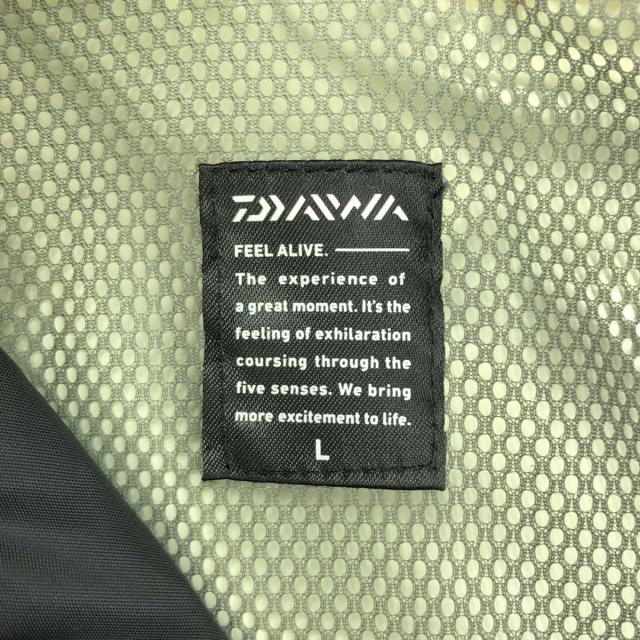 DAIWA
FEEL ALIVE.
The experience of
a great moment. It's the
feeling of exhilaration
coursing through the
five senses. We bring
more excitement to life.
L